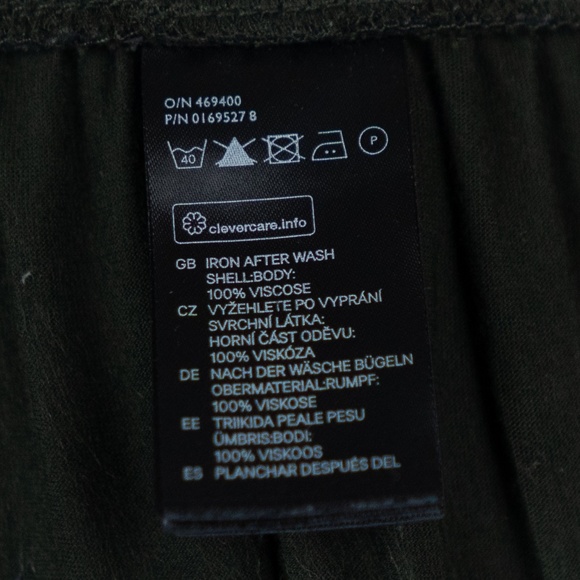 O/N 469400
P/N 0169527 8
40 P
clevercare.info
GB IRON AFTER WASH
SHELL:BODY:
100% VISCOSE
CZ VYŽEHLETE PO VYPRÁNÍ
SVRCHNÍ LÁTKA:
HORNÍ ČÁST ODĚVU:
100% VISKÓZA
DE NACH DER WÄSCHE BÜGELN
OBERMATERIAL:RUMPF:
100% VISKOSE
EE TRIIKIDA PEALE PESU
ÜMBRIS:BODI:
100% VISKOOS
ES PLANCHAR DESPUÉS DEL